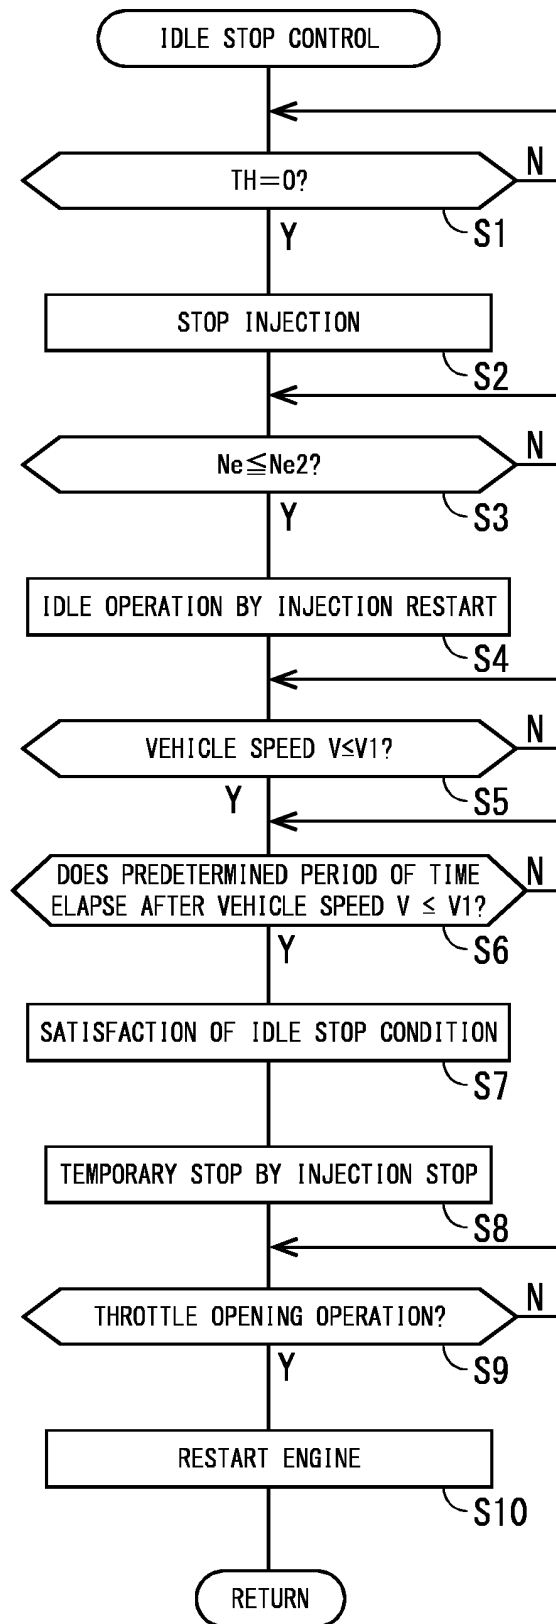 IDLE STOP CONTROL
TH=0?
N
S1
Y
STOP INJECTION
S2
Ne≦Ne2?
N
S3
Y
IDLE OPERATION BY INJECTION RESTART
S4
VEHICLE SPEED V≤V1?
N
S5
Y
DOES PREDETERMINED PERIOD OF TIME
ELAPSE AFTER VEHICLE SPEED V ≤ V1?
N
S6
Y
SATISFACTION OF IDLE STOP CONDITION
S7
TEMPORARY STOP BY INJECTION STOP
S8
THROTTLE OPENING OPERATION?
N
S9
Y
RESTART ENGINE
S10
RETURN